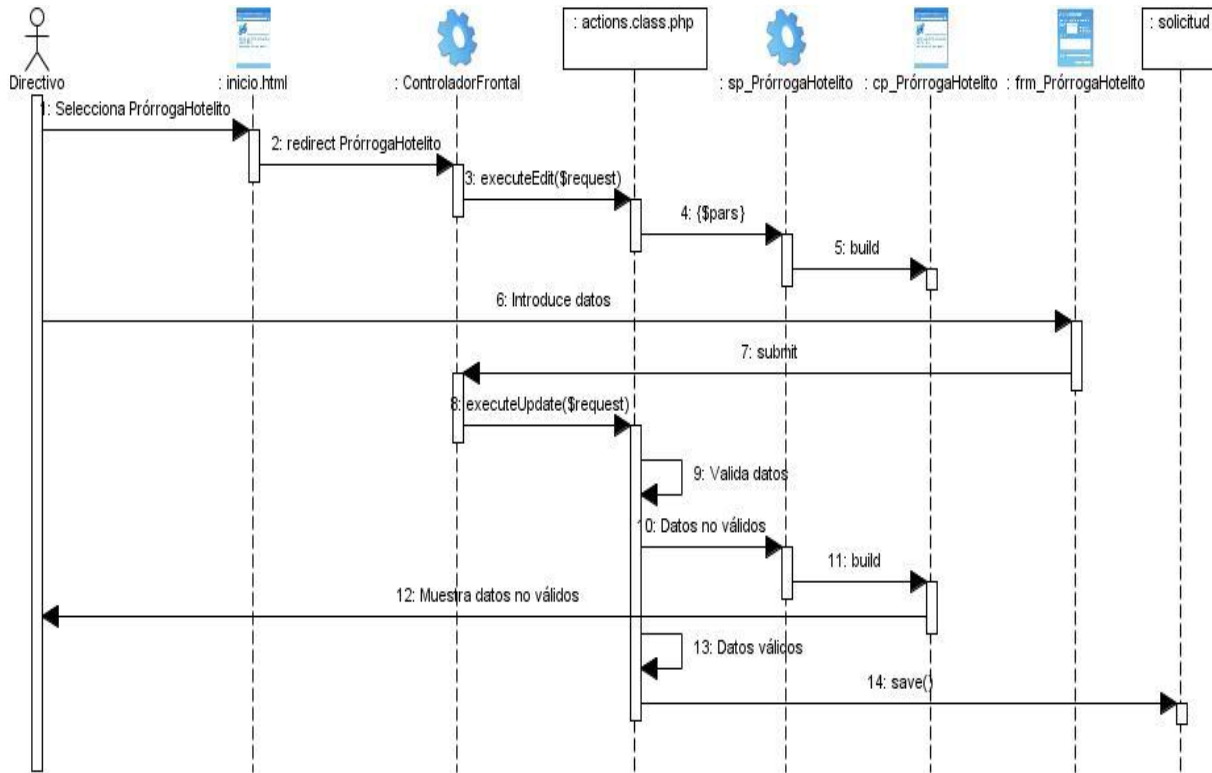 : actions.class.php
: solicitud
Directivo
: inicio.html
: ControladorFrontal
: sp_PrórrogaHotelito
: cp_PrórrogaHotelito
: frm_PrórrogaHotelito
1: Selecciona PrórrogaHotelito
2: redirect PrórrogaHotelito
3: executeEdit($request)
4: {$pars}
5: build
6: Introduce datos
7: submit
8: executeUpdate($request)
9: Valida datos
10: Datos no válidos
11: build
12: Muestra datos no válidos
13: Datos válidos
14: save()